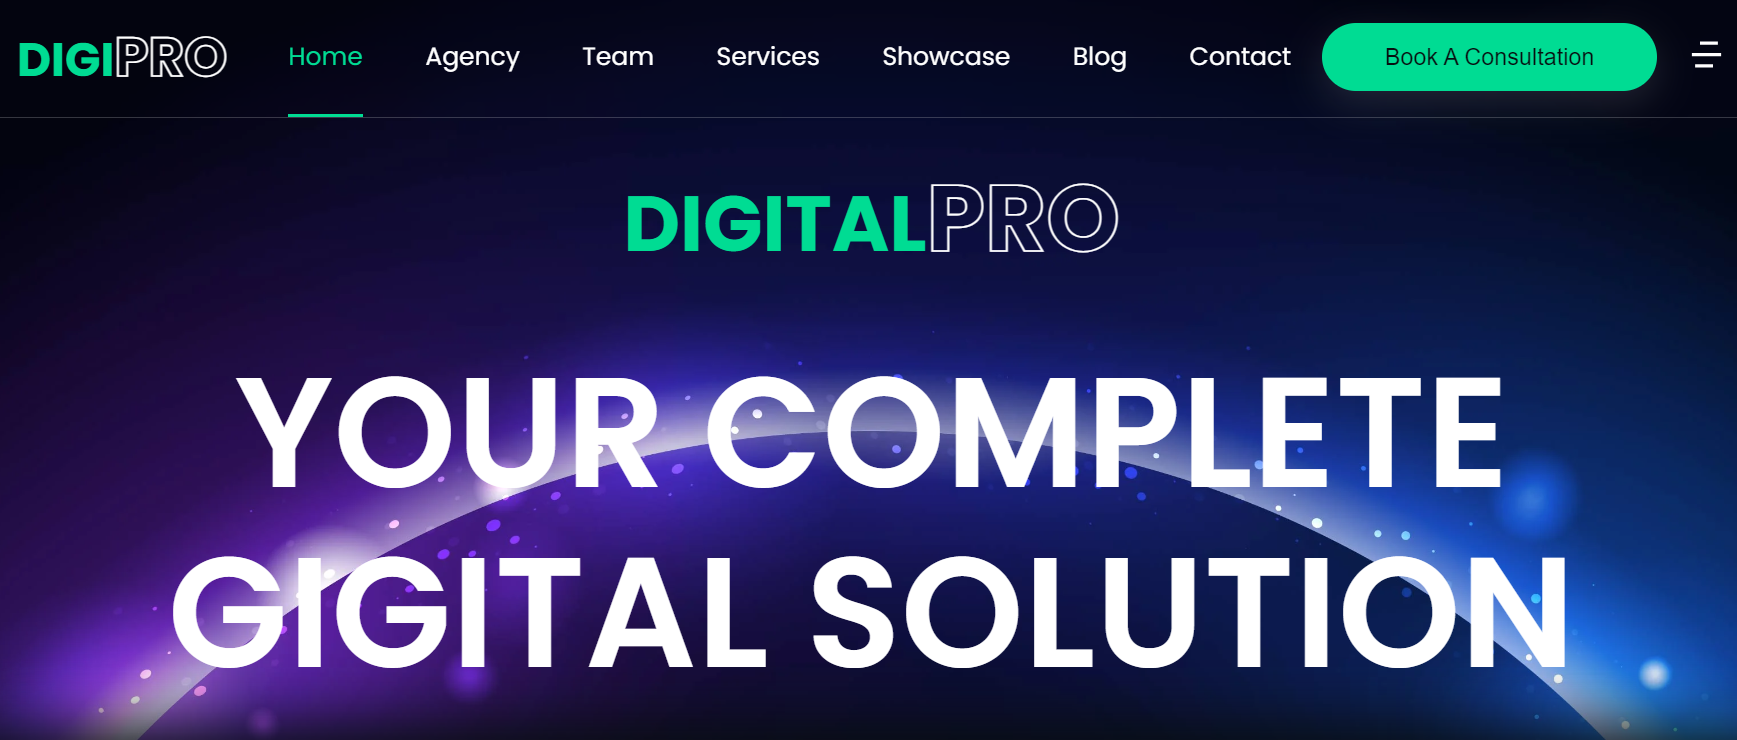 DIGIPRO Home Agency Team Services Showcase Blog Contact Book A Consultation
DIGITALPRO
YOUR COMPLETE
GIGITAL SOLUTION